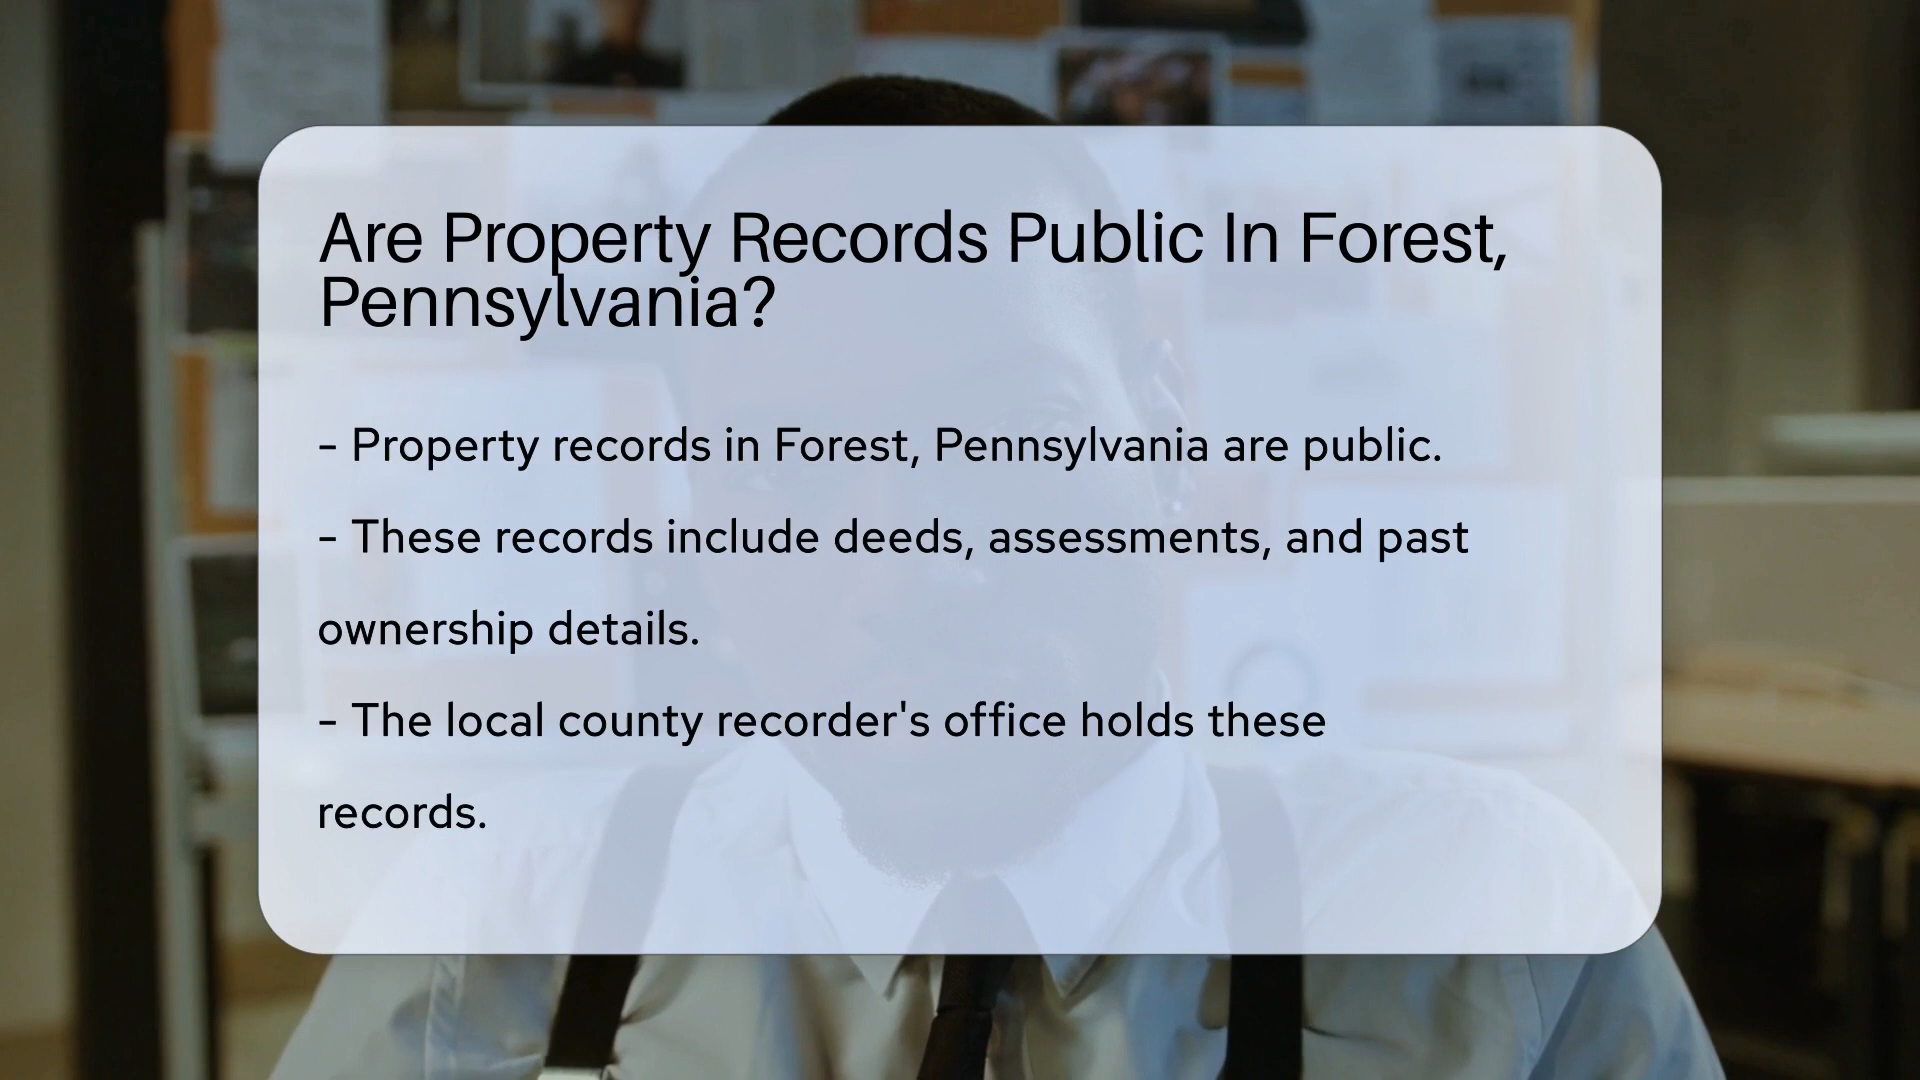 Are Property Records Public In Forest,
Pennsylvania?
- Property records in Forest, Pennsylvania are public.
- These records include deeds, assessments, and past
ownership details.
- The local county recorder's office holds these
records.